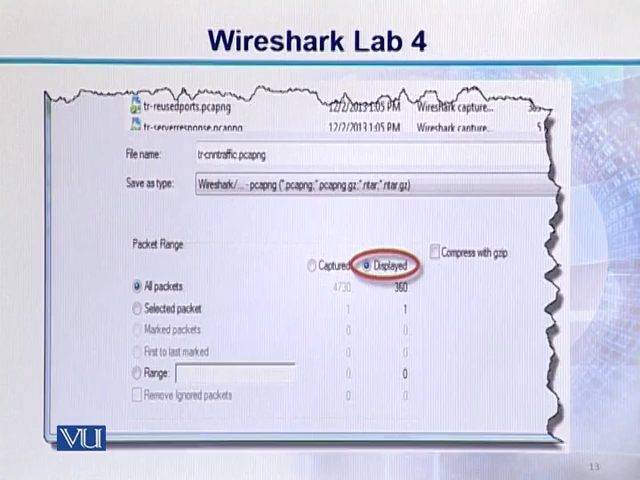 Wireshark Lab 4
tr-reusedports.pcapng 12/2/2013 1:05 PM Wireshark capture...
tr-serverresponse.pcapng 12/2/2013 1:05 PM Wireshark capture... 5
File name: tr-cnntraffic.pcapng
Save as type: Wireshark/... - pcapng (*.pcapng;*.pcapng.gz;*.ntar;*.ntar.gz)
Packet Range
Captured Displayed Compress with gzip
All packets 4730 360
Selected packet 1 1
Marked packets 0 0
First to last marked 0 0
Range: 0 0
Remove Ignored packets 0 0
VU
13